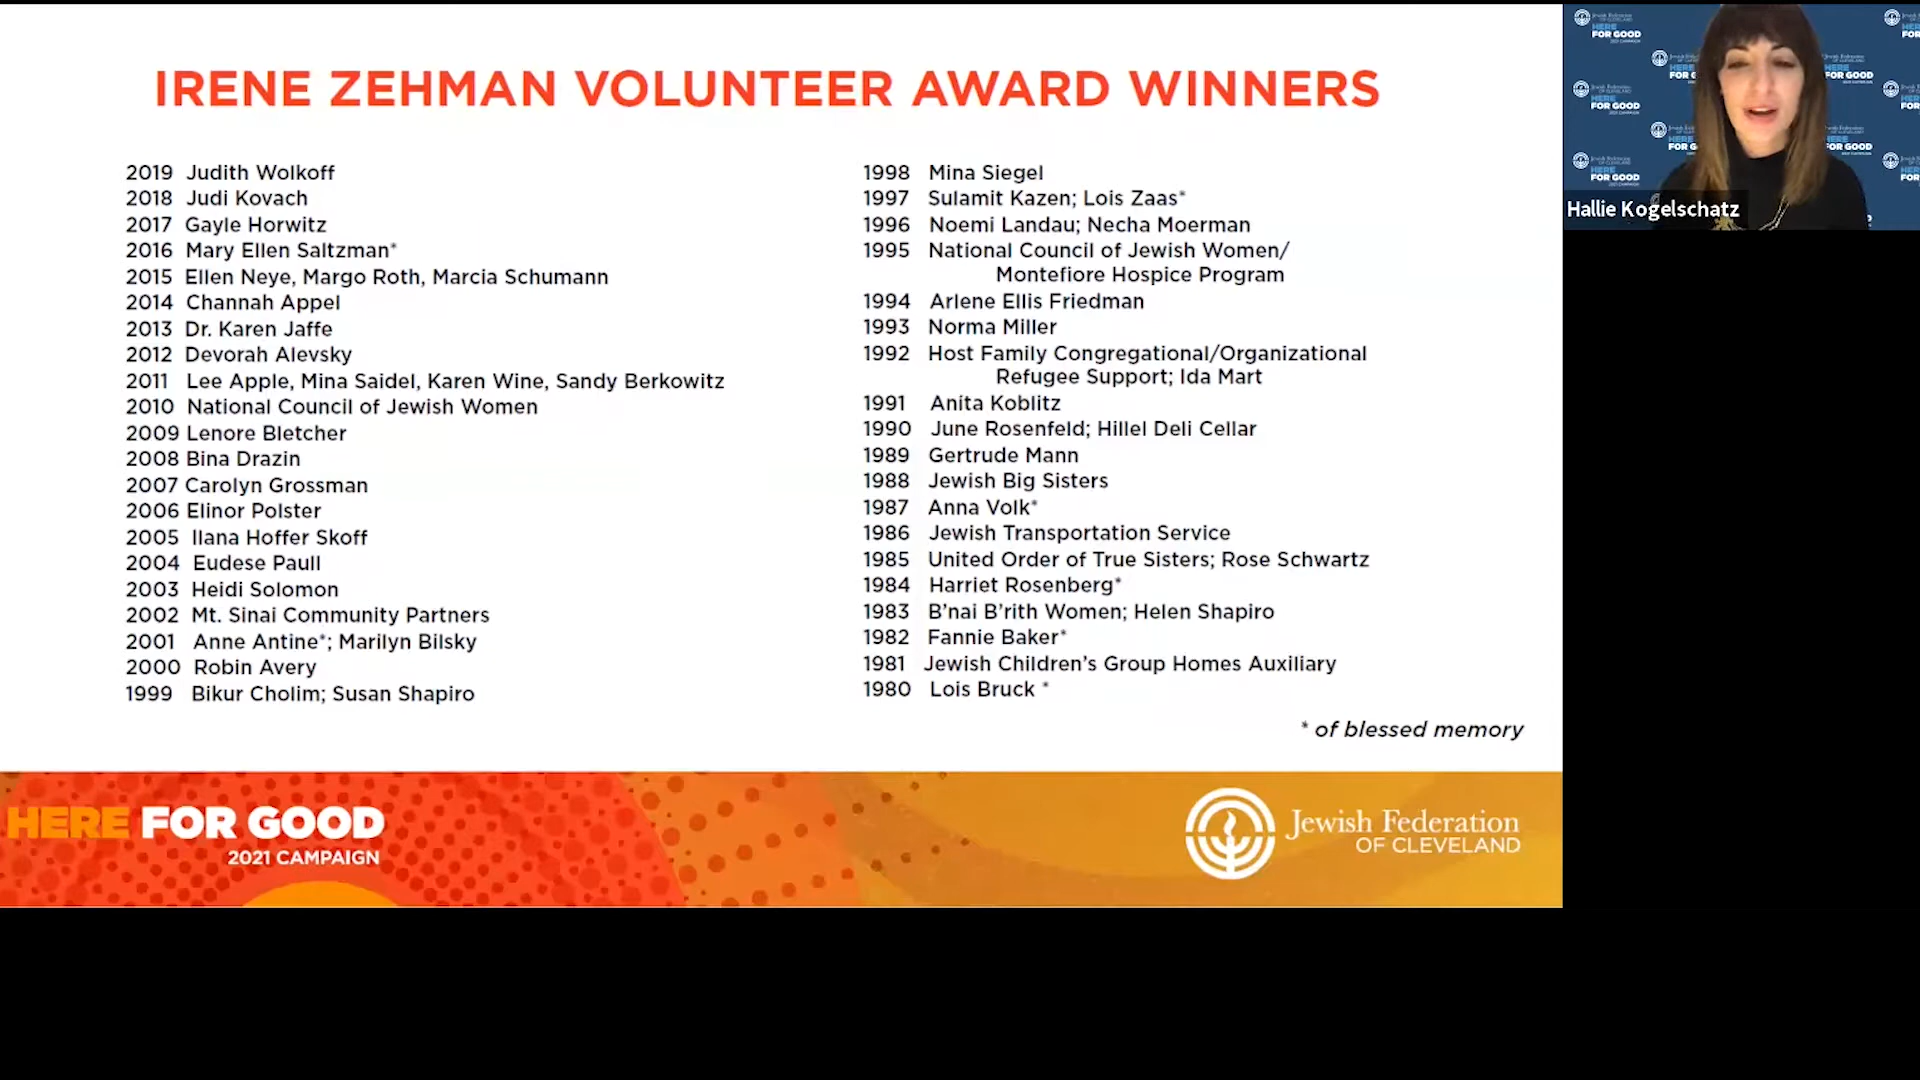 IRENE ZEHMAN VOLUNTEER AWARD WINNERS
2019 Judith Wolkoff
2018 Judi Kovach
2017 Gayle Horwitz
2016 Mary Ellen Saltzman*
2015 Ellen Neye, Margo Roth, Marcia Schumann
2014 Channah Appel
2013 Dr. Karen Jaffe
2012 Devorah Alevsky
2011 Lee Apple, Mina Saidel, Karen Wine, Sandy Berkowitz
2010 National Council of Jewish Women
2009 Lenore Bletcher
2008 Bina Drazin
2007 Carolyn Grossman
2006 Elinor Polster
2005 Ilana Hoffer Skoff
2004 Eudese Paull
2003 Heidi Solomon
2002 Mt. Sinai Community Partners
2001 Anne Antine*; Marilyn Bilsky
2000 Robin Avery
1999 Bikur Cholim; Susan Shapiro
1998 Mina Siegel
1997 Sulamit Kazen; Lois Zaas*
1996 Noemi Landau; Necha Moerman
1995 National Council of Jewish Women/
Montefiore Hospice Program
1994 Arlene Ellis Friedman
1993 Norma Miller
1992 Host Family Congregational/Organizational
Refugee Support; Ida Mart
1991 Anita Koblitz
1990 June Rosenfeld; Hillel Deli Cellar
1989 Gertrude Mann
1988 Jewish Big Sisters
1987 Anna Volk*
1986 Jewish Transportation Service
1985 United Order of True Sisters; Rose Schwartz
1984 Harriet Rosenberg*
1983 B'nai B'rith Women; Helen Shapiro
1982 Fannie Baker*
1981 Jewish Children's Group Homes Auxiliary
1980 Lois Bruck *
* of blessed memory
HERE FOR GOOD
2021 CAMPAIGN
Jewish Federation
OF CLEVELAND
HERE
FOR GOOD
Hallie Kogelschatz